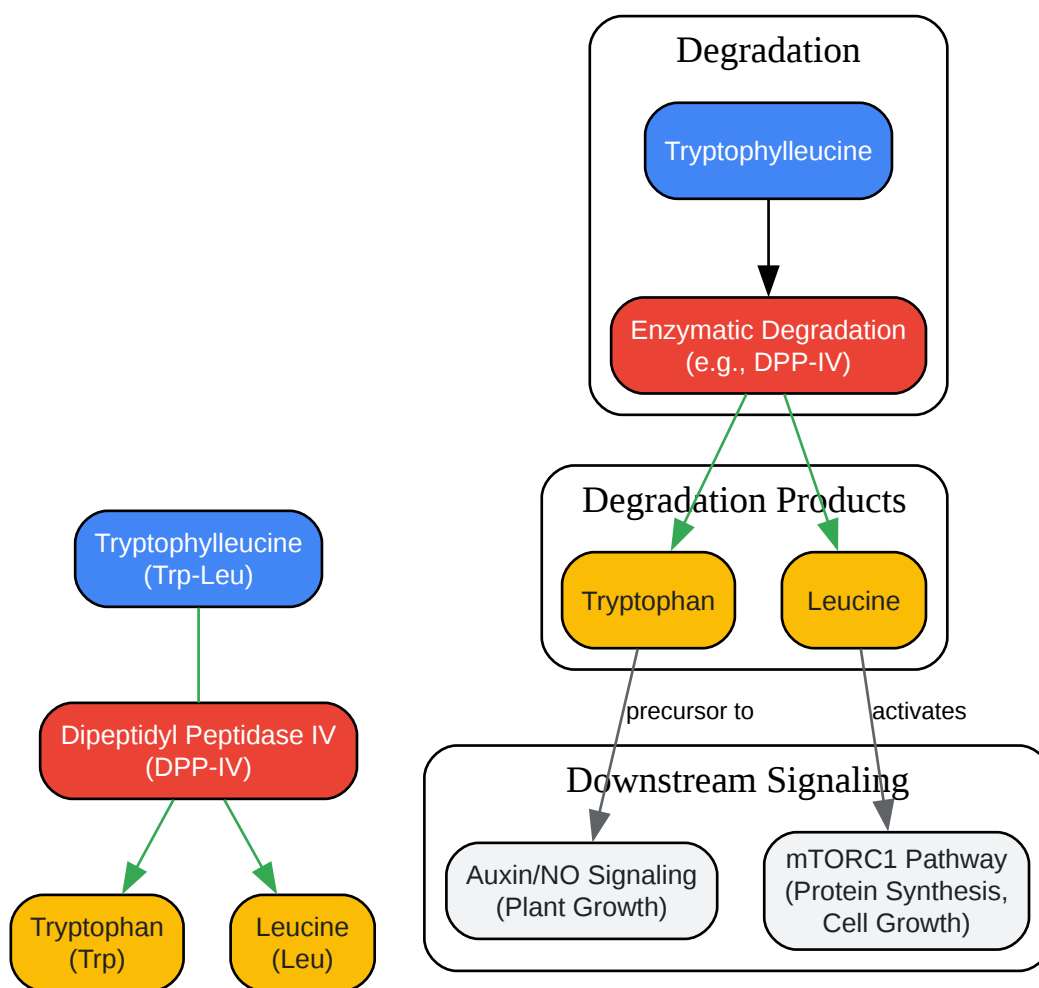 Degradation
Tryptophylleucine
Enzymatic Degradation
(e.g., DPP-IV)
Degradation Products
Tryptophan
Leucine
precursor to
activates
Downstream Signaling
Auxin/NO Signaling
(Plant Growth)
mTORC1 Pathway
(Protein Synthesis,
Cell Growth)
Tryptophylleucine
(Trp-Leu)
Dipeptidyl Peptidase IV
(DPP-IV)
Tryptophan
(Trp)
Leucine
(Leu)